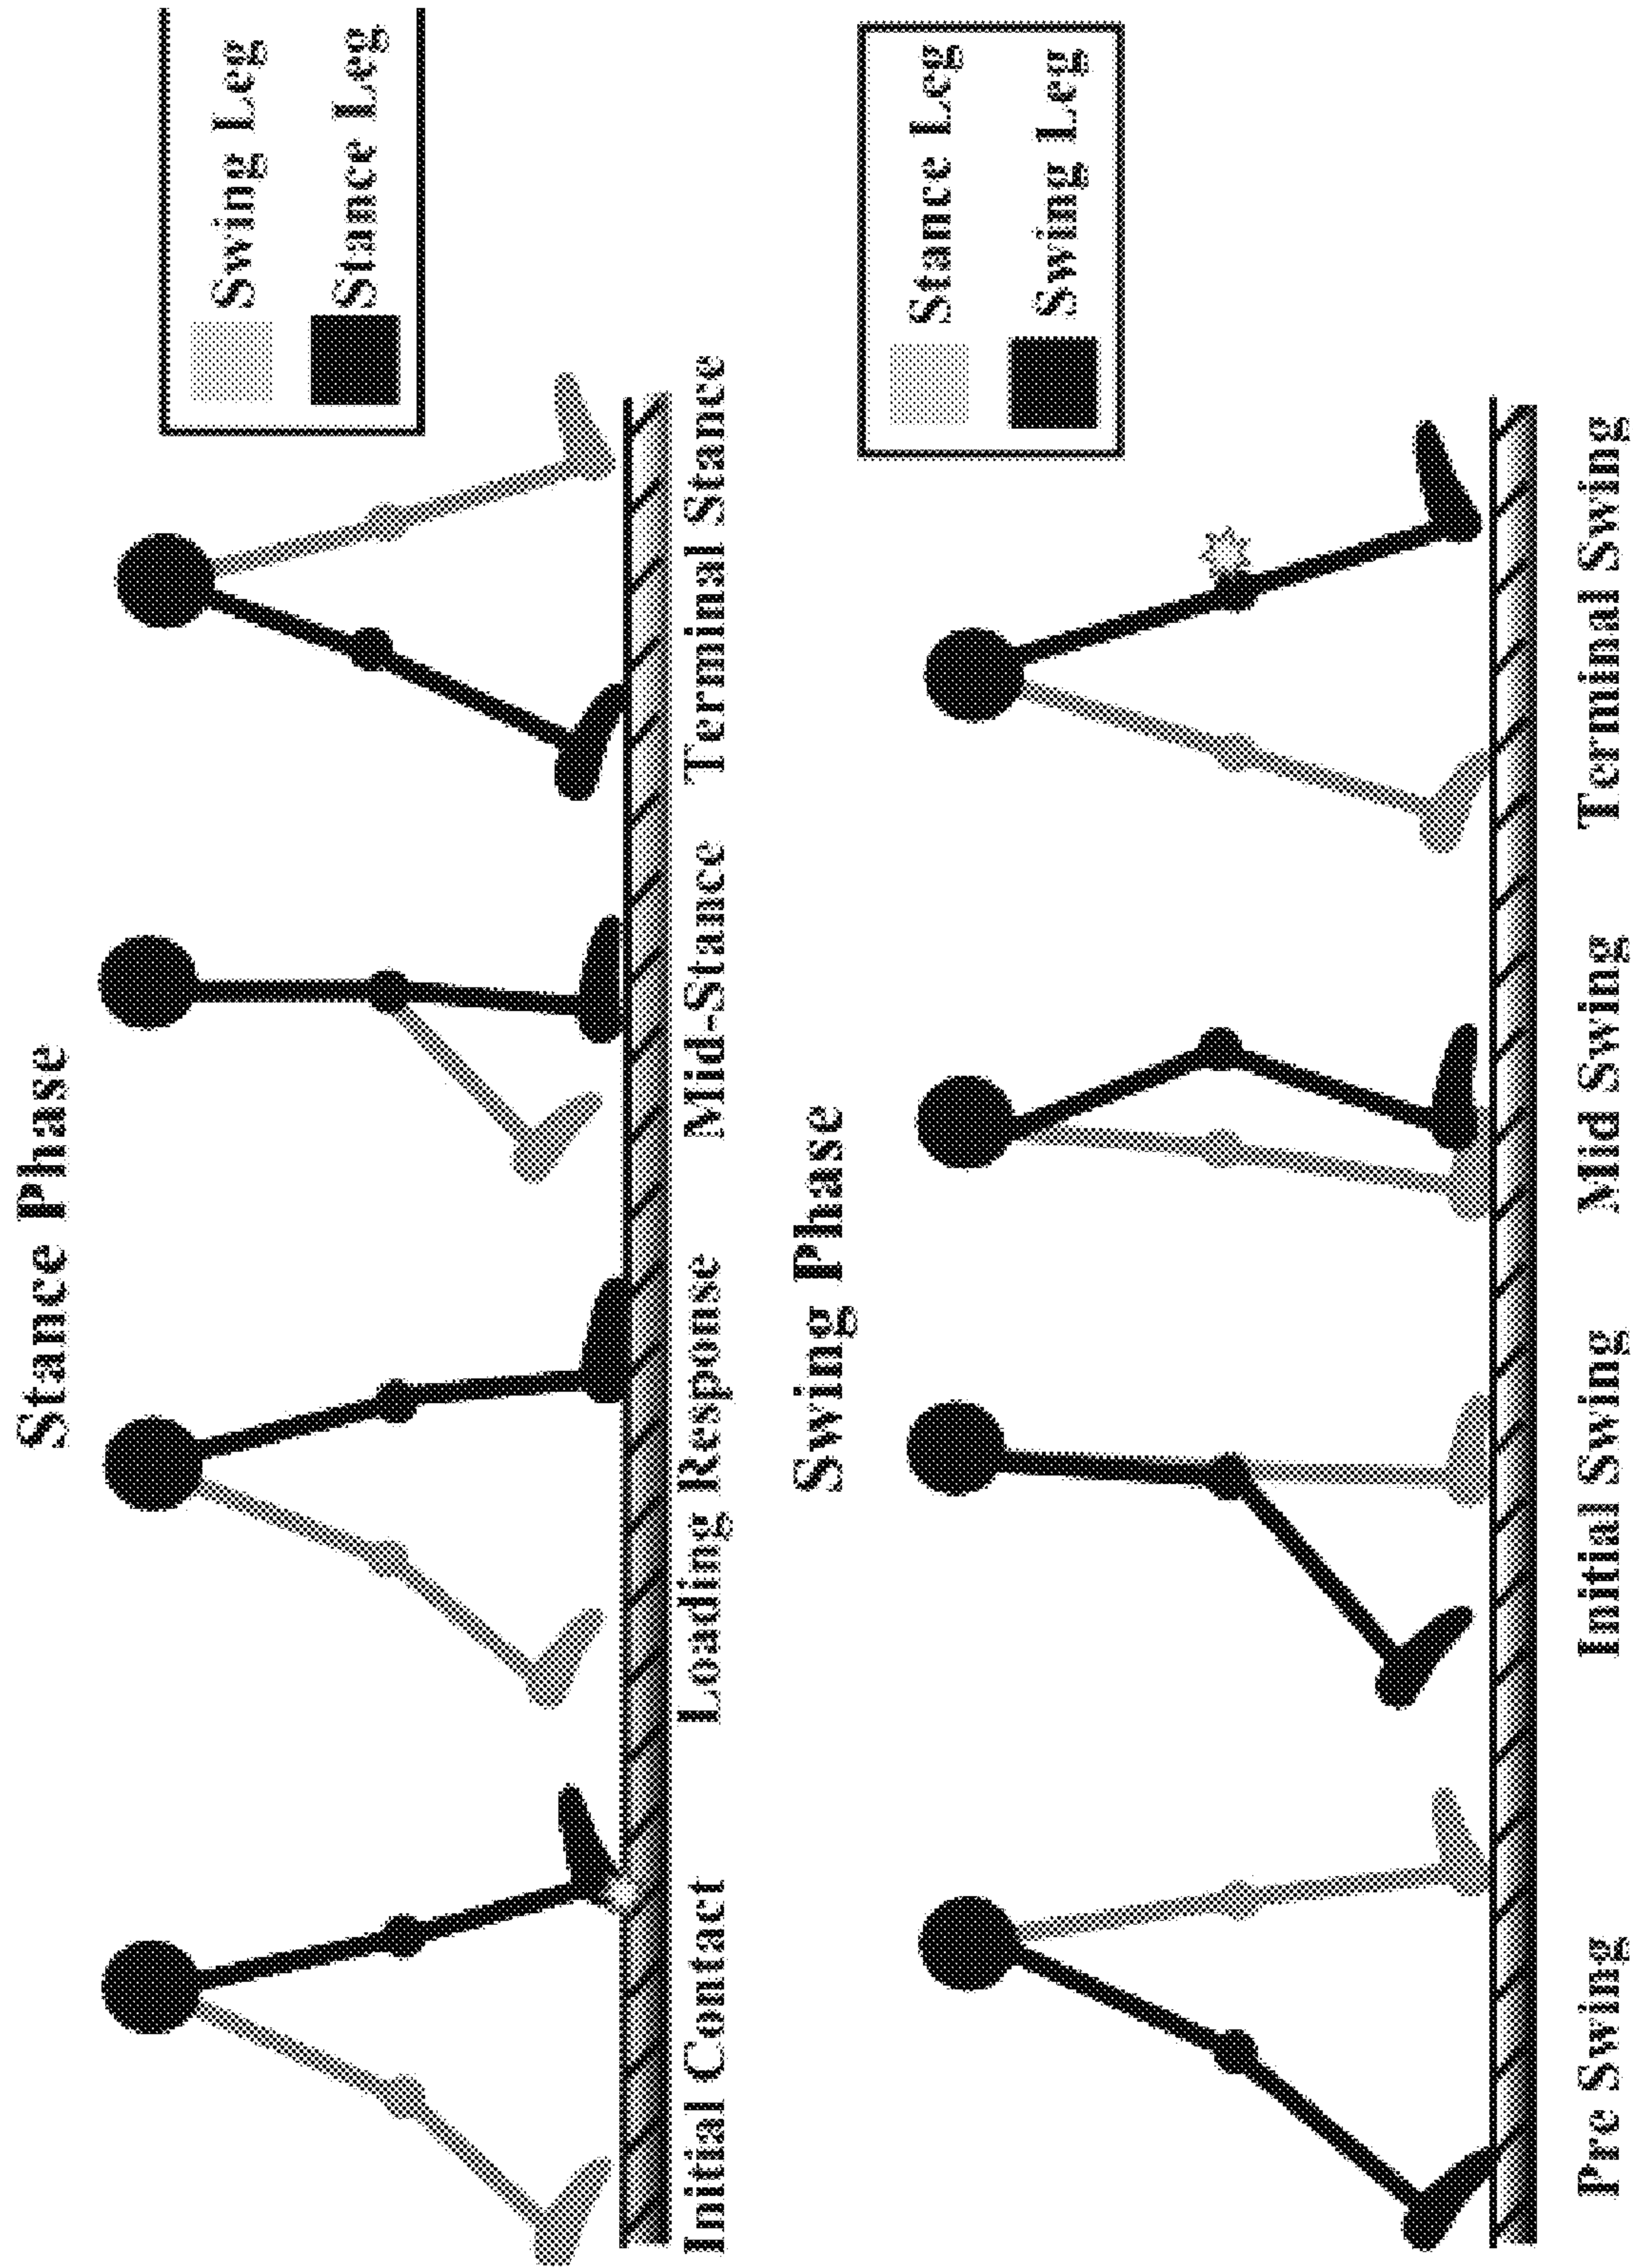 Stance Phase
Swing Leg
Stance Leg
Initial Contact
Loading Response
Mid-Stance
Terminal Stance
Swing Phase
Stance Leg
Swing Leg
Pre Swing
Initial Swing
Mid Swing
Terminal Swing